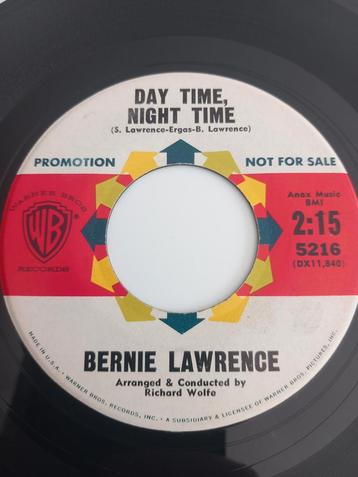 DAY TIME,
NIGHT TIME
(S. Lawrence-Ergas-B. Lawrence)
PROMOTION
NOT FOR SALE
WARNER BROS
WB
RECORDS
Anox Music
BMI
2:15
5216
(DX11,840)
BERNIE LAWRENCE
Arranged & Conducted by
Richard Wolfe
MADE IN U.S.A. • WARNER BROS. RECORDS, INC. • A SUBSIDIARY & LICENSEE OF WARNER BROS. PICTURES, INC.